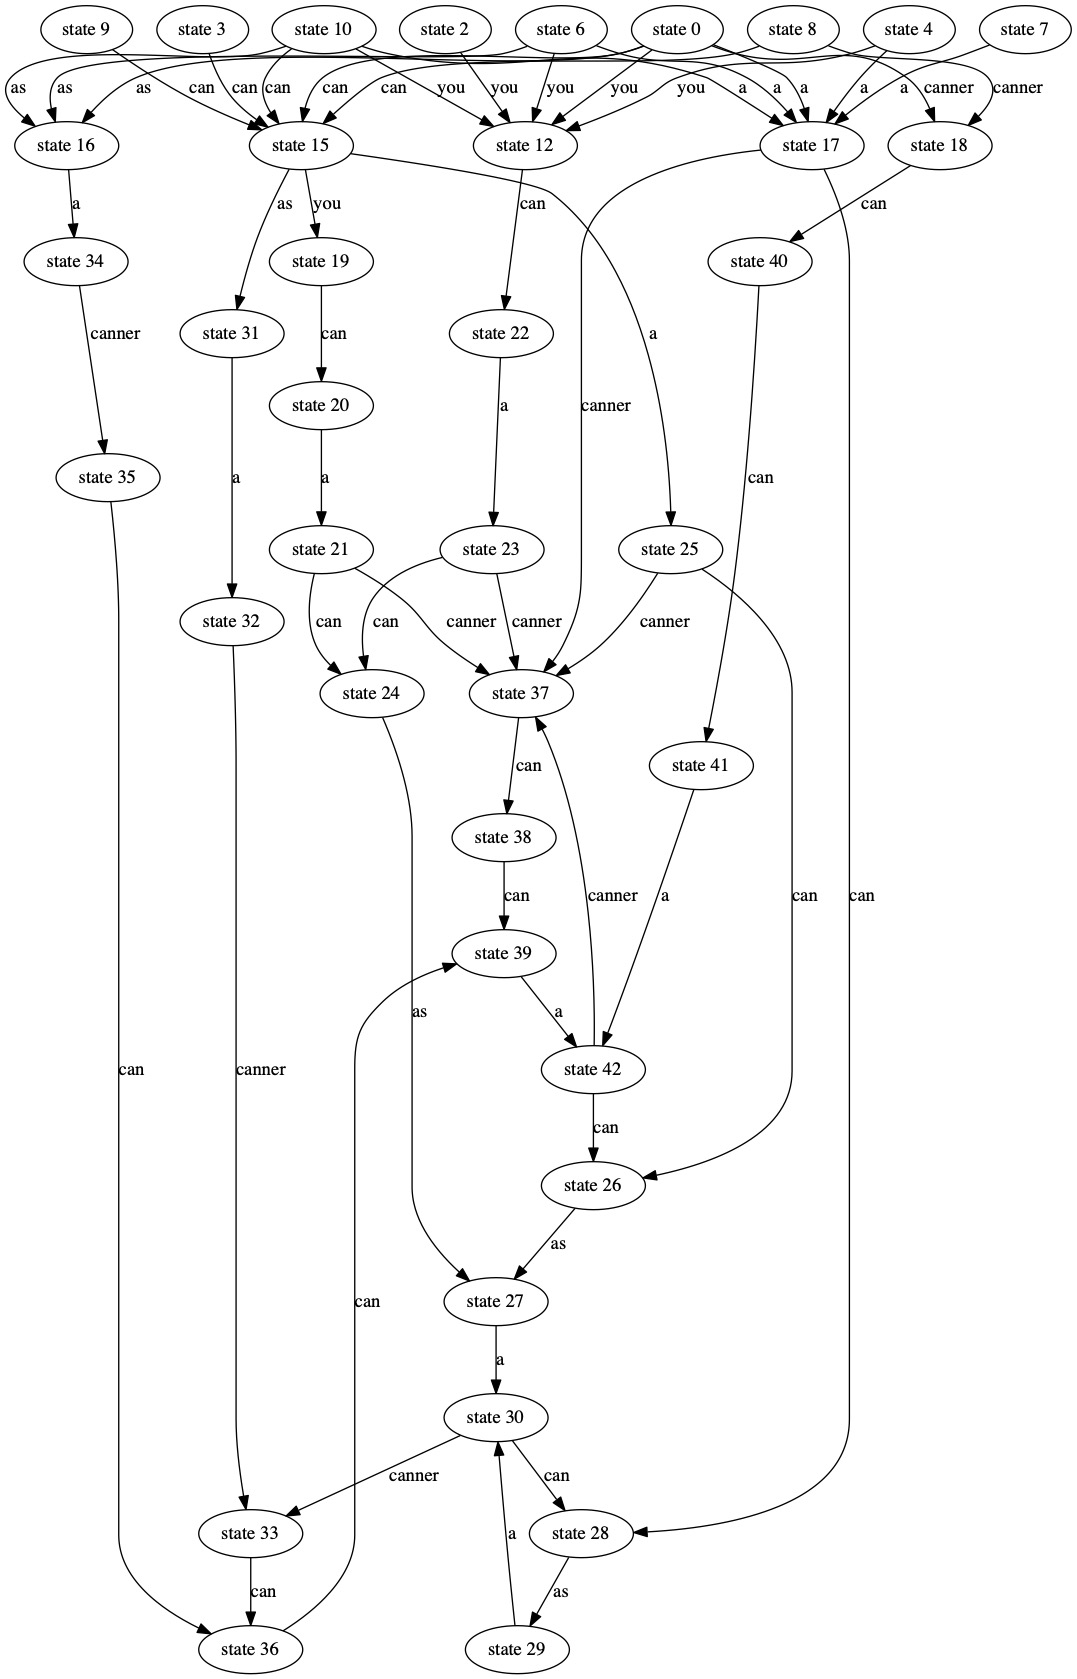 state 9 state 3 state 10 state 2 state 6 state 0 state 8 state 4 state 7
as as as can can can can can you you you you you a a a a a canner canner
state 16 state 15 state 12 state 17 state 18
a as you can can
state 34 state 19 state 40
canner state 31 can state 22 a
state 20 a canner
a a can
state 35 state 21 state 23 state 25
state 32 can can canner canner canner
state 24 state 37
can state 41
state 38
can canner a can can
state 39
as a
can canner state 42
can
state 26
as
can state 27
a
state 30
canner can
state 33 a state 28
can as
state 36 state 29